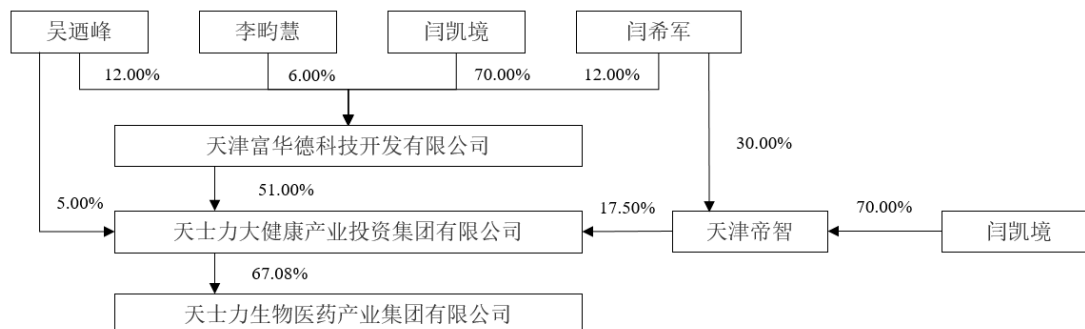 吴迺峰
李畇慧
闫凯境
闫希军
12.00%
6.00%
70.00%
12.00%
天津富华德科技开发有限公司
30.00%
51.00%
5.00%
17.50%
70.00%
天士力大健康产业投资集团有限公司
天津帝智
闫凯境
67.08%
天士力生物医药产业集团有限公司